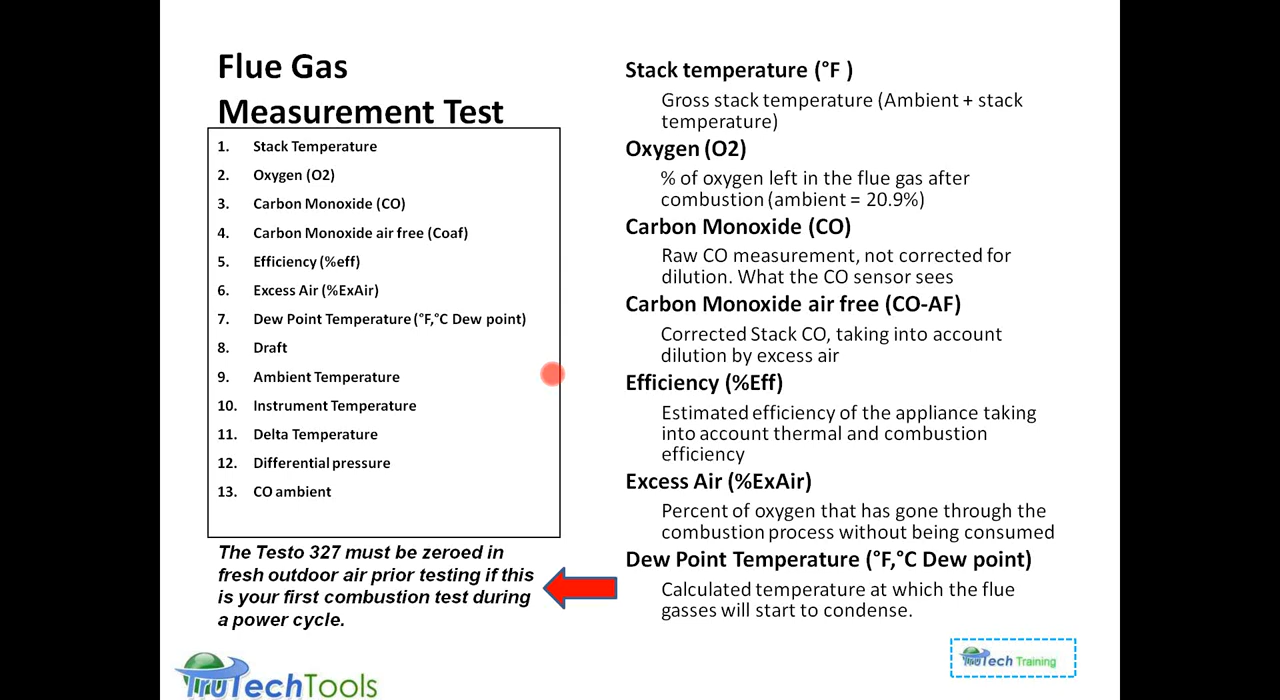 Flue Gas
Measurement Test
1. Stack Temperature
2. Oxygen (O2)
3. Carbon Monoxide (CO)
4. Carbon Monoxide air free (Coaf)
5. Efficiency (%eff)
6. Excess Air (%ExAir)
7. Dew Point Temperature (°F,°C Dew point)
8. Draft
9. Ambient Temperature
10. Instrument Temperature
11. Delta Temperature
12. Differential pressure
13. CO ambient
The Testo 327 must be zeroed in
fresh outdoor air prior testing if this
is your first combustion test during
a power cycle.
TruTechTools
Stack temperature (°F )
Gross stack temperature (Ambient + stack
temperature)
Oxygen (O2)
% of oxygen left in the flue gas after
combustion (ambient = 20.9%)
Carbon Monoxide (CO)
Raw CO measurement, not corrected for
dilution. What the CO sensor sees
Carbon Monoxide air free (CO-AF)
Corrected Stack CO, taking into account
dilution by excess air
Efficiency (%Eff)
Estimated efficiency of the appliance taking
into account thermal and combustion
efficiency
Excess Air (%ExAir)
Percent of oxygen that has gone through the
combustion process without being consumed
Dew Point Temperature (°F,°C Dew point)
Calculated temperature at which the flue
gasses will start to condense.
TruTech Training